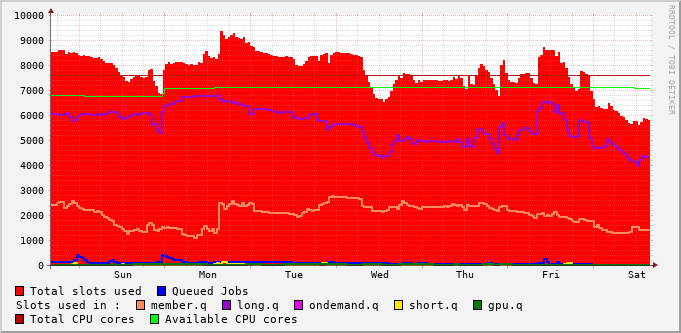 10000
9000
8000
7000
6000
5000
4000
3000
2000
1000
0
Sun Mon Tue Wed Thu Fri Sat
RRDTOOL / TOBI OETIKER
Total slots used Queued Jobs
Slots used in : member.q long.q ondemand.q short.q gpu.q
Total CPU cores Available CPU cores